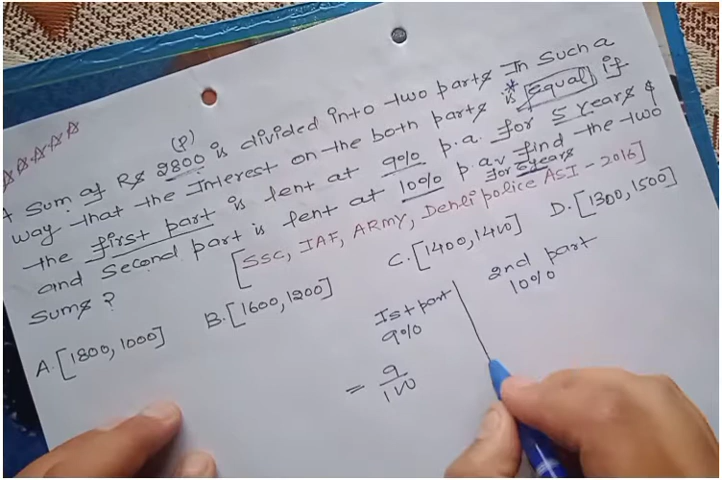 A Sum of Rs 2800 is divided into two parts In such a
(P)
way that the Interest on the both parts is equal if
the first part is lent at 9% p.a. for 5 years &
and Second part is lent at 10% p.a. for 6 years find the two
Sums ?
[SSC, IAF, ARMY, Dehli police ASI-2016]
A.[1800, 1000]
B.[1600, 1200]
C.[1400, 1400]
D.[1300, 1500]
Ist part
9%
2nd part
10%
= 9
100